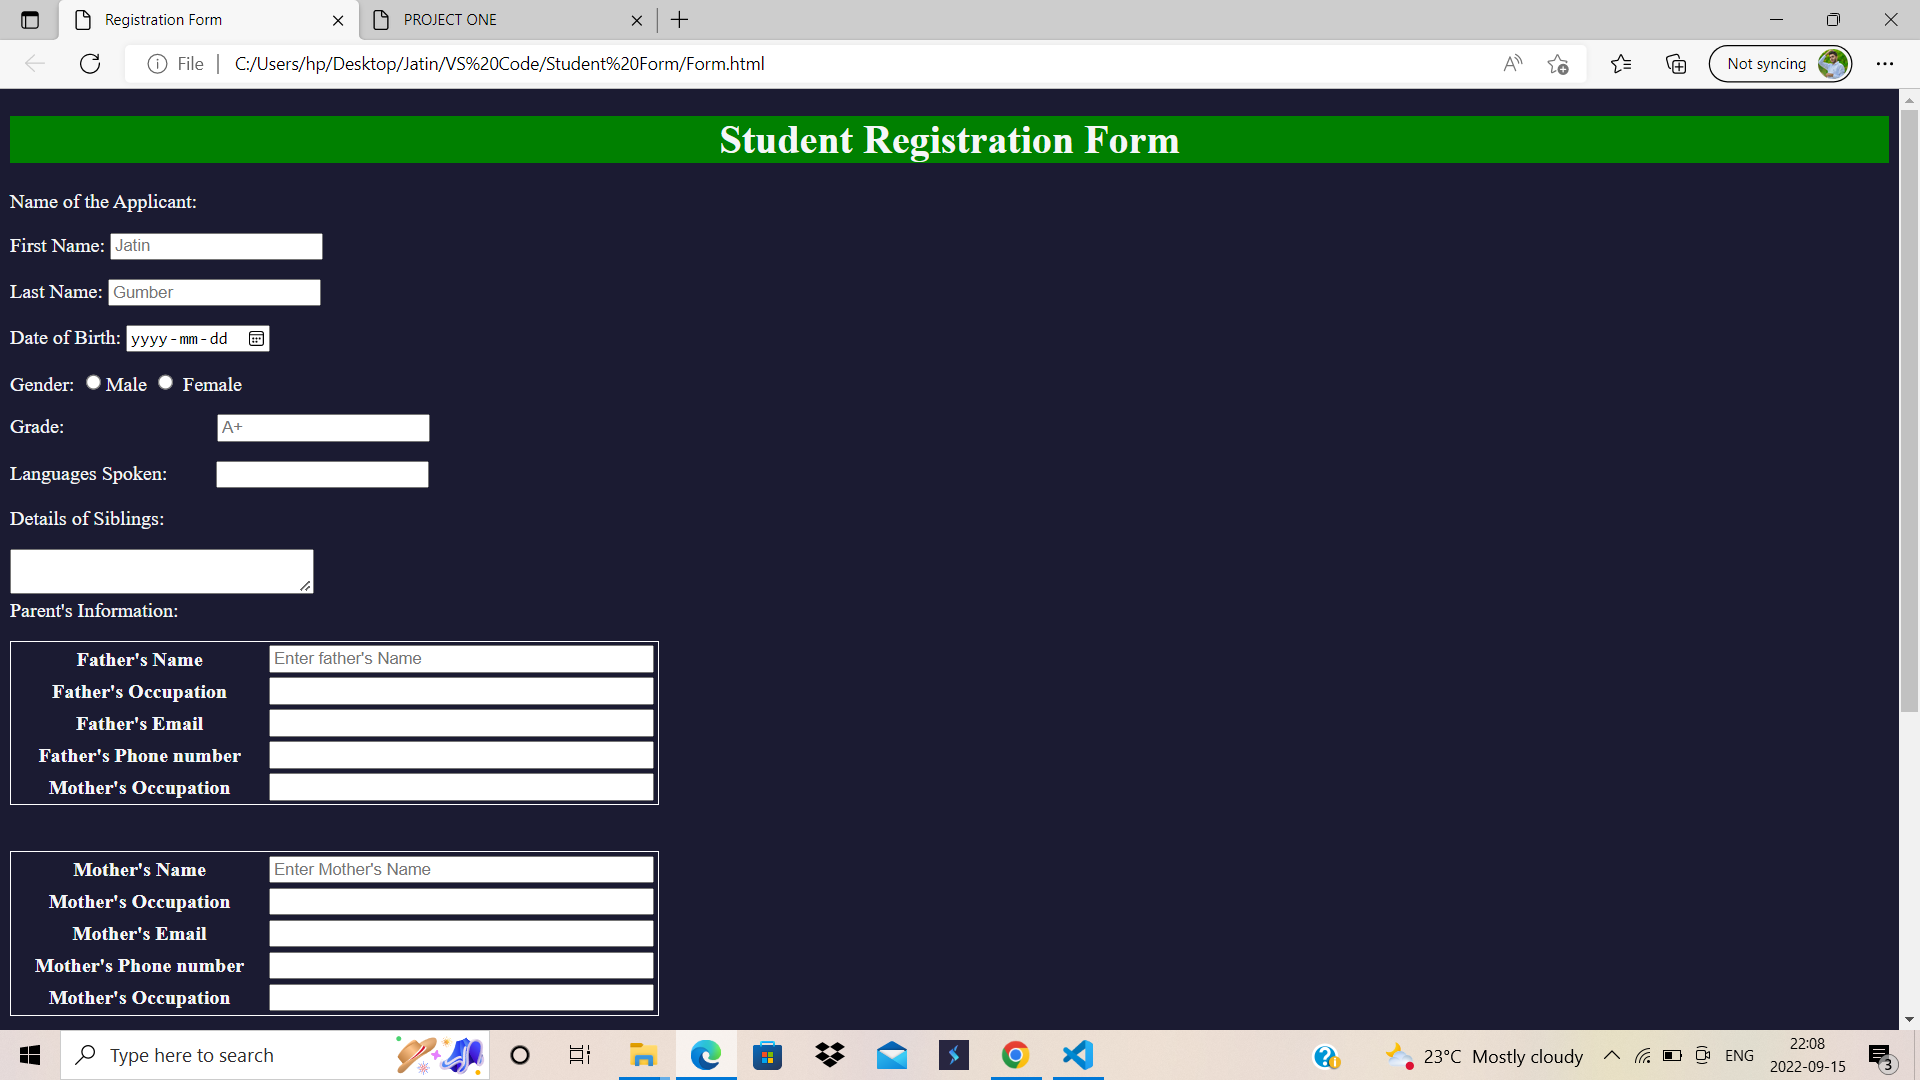 Registration Form
PROJECT ONE
File
C:/Users/hp/Desktop/Jatin/VS%20Code/Student%20Form/Form.html
Not syncing
Student Registration Form
Name of the Applicant:
First Name: Jatin
Last Name: Gumber
Date of Birth: yyyy-mm-dd
Gender: Male Female
Grade: A+
Languages Spoken:
Details of Siblings:
Parent's Information:
Father's Name Enter father's Name
Father's Occupation
Father's Email
Father's Phone number
Mother's Occupation
Mother's Name Enter Mother's Name
Mother's Occupation
Mother's Email
Mother's Phone number
Mother's Occupation
Type here to search
23°C Mostly cloudy
ENG
22:08
2022-09-15
3